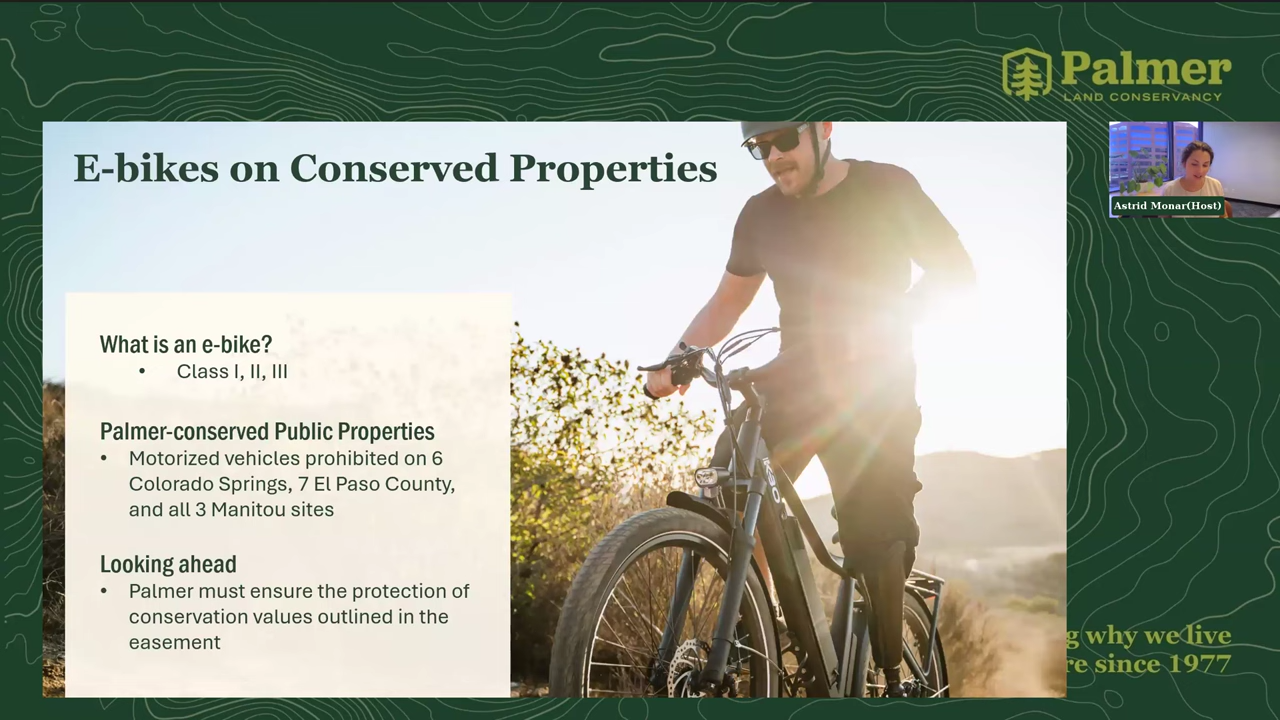 Palmer
LAND CONSERVANCY
E-bikes on Conserved Properties
Astrid Monar(Host)
What is an e-bike?
• Class I, II, III
Palmer-conserved Public Properties
• Motorized vehicles prohibited on 6
Colorado Springs, 7 El Paso County,
and all 3 Manitou sites
Looking ahead
• Palmer must ensure the protection of
conservation values outlined in the
easement
g why we live
re since 1977